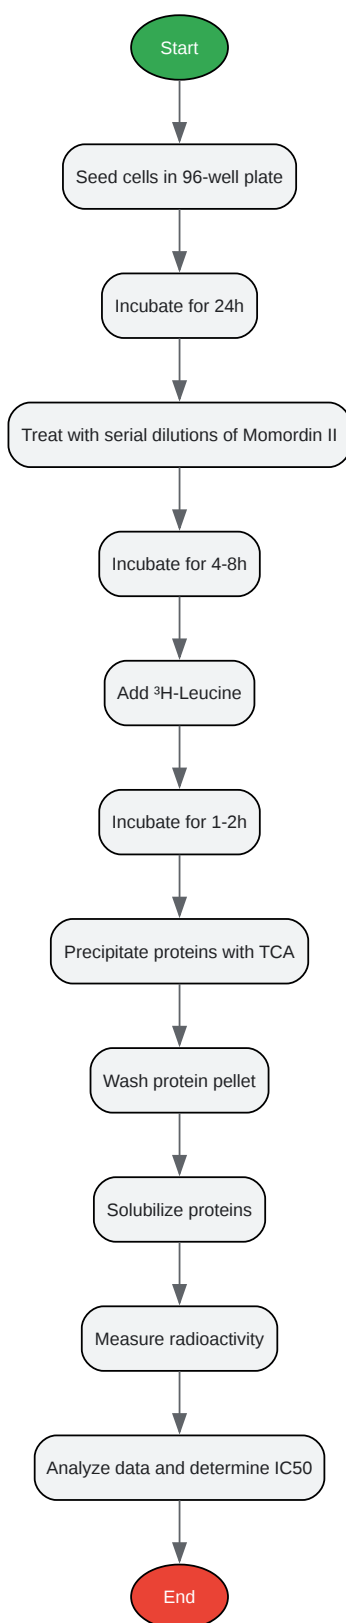 Start
Seed cells in 96-well plate
Incubate for 24h
Treat with serial dilutions of Momordin II
Incubate for 4-8h
Add ³H-Leucine
Incubate for 1-2h
Precipitate proteins with TCA
Wash protein pellet
Solubilize proteins
Measure radioactivity
Analyze data and determine IC50
End